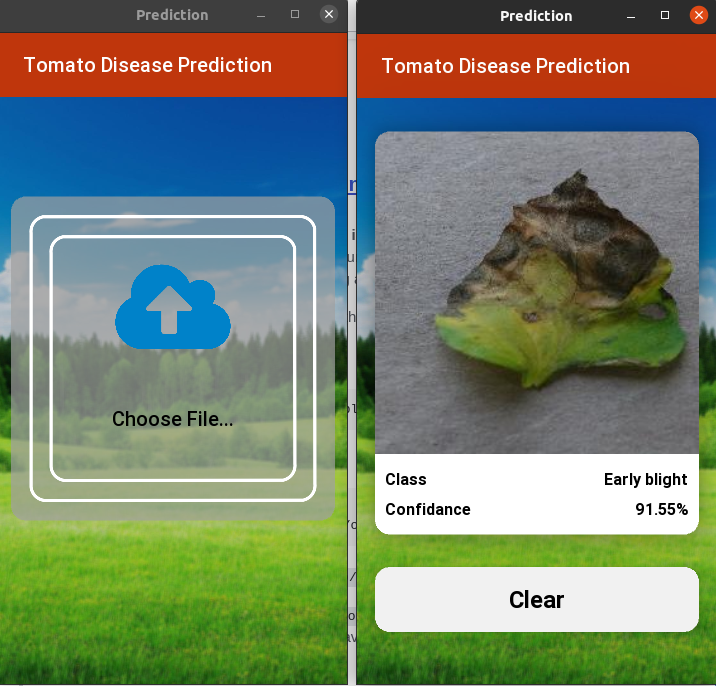 Prediction
Tomato Disease Prediction
Choose File...
Prediction
Tomato Disease Prediction
Class Early blight
Confidance 91.55%
Clear